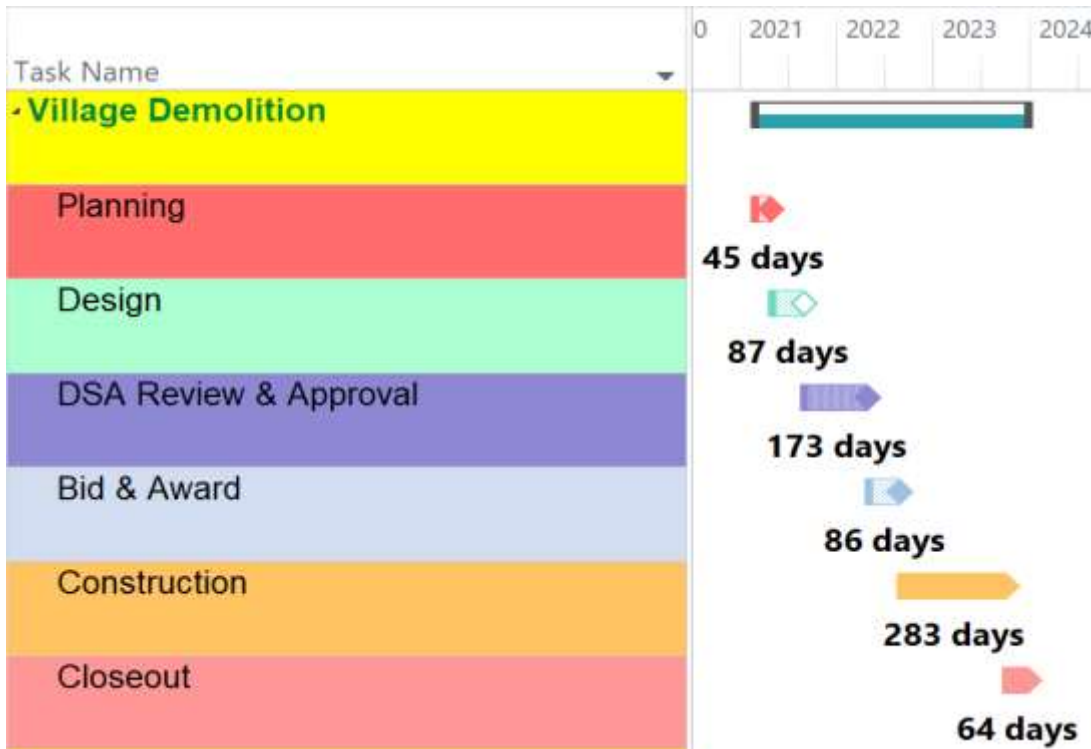 0 2021 2022 2023 2024
Task Name
Village Demolition
Planning
45 days
Design
87 days
DSA Review & Approval
173 days
Bid & Award
86 days
Construction
283 days
Closeout
64 days